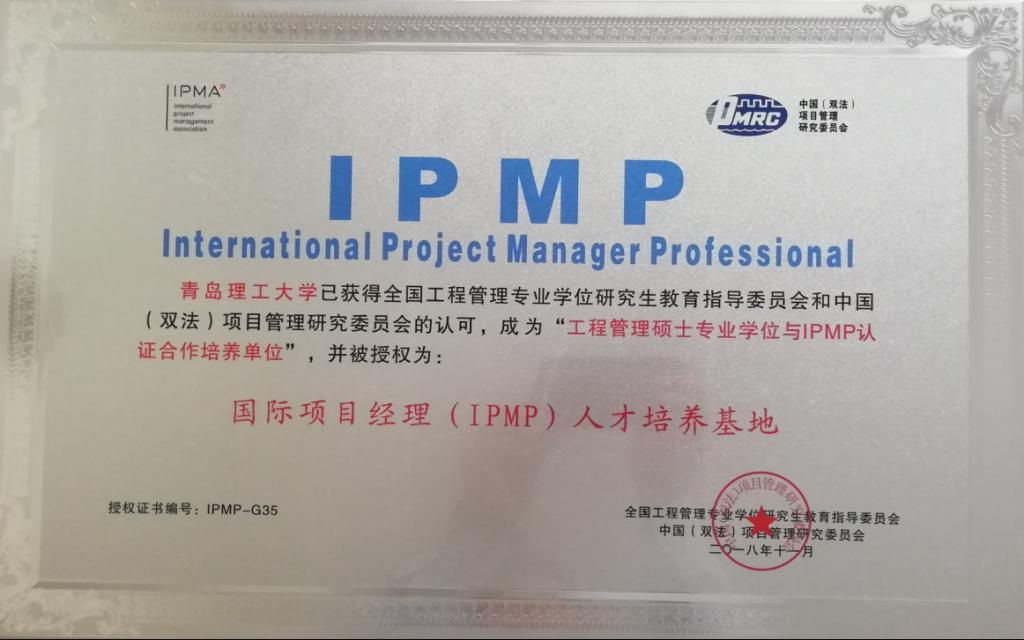 IPMA»
international
project
management
association
PMRC
中国（双法）
项目管理
研究委员会
IPMP
International Project Manager Professional
青岛理工大学已获得全国工程管理专业学位研究生教育指导委员会和中国
（双法）项目管理研究委员会的认可，成为“工程管理硕士专业学位与IPMP认
证合作培养单位”，并被授权为：
国际项目经理（IPMP）人才培养基地
授权证书编号：IPMP-G35
全国工程管理专业学位研究生教育指导委员会
中国（双法）项目管理研究委员会
二〇一八年十一月